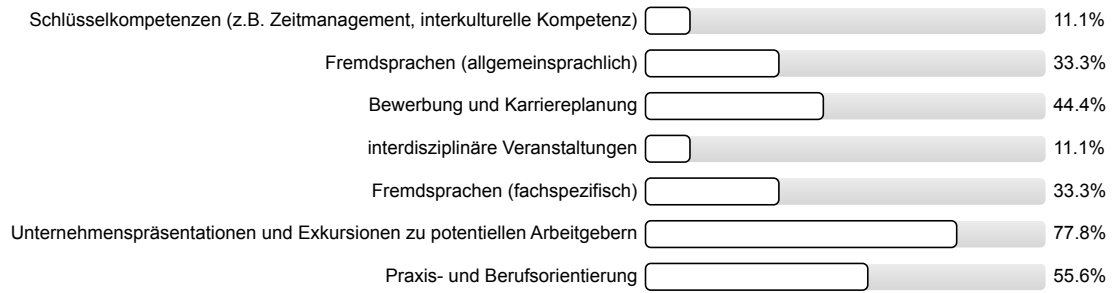 Schlüsselkompetenzen (z.B. Zeitmanagement, interkulturelle Kompetenz) 11.1%
Fremdsprachen (allgemeinsprachlich) 33.3%
Bewerbung und Karriereplanung 44.4%
interdisziplinäre Veranstaltungen 11.1%
Fremdsprachen (fachspezifisch) 33.3%
Unternehmenspräsentationen und Exkursionen zu potentiellen Arbeitgebern 77.8%
Praxis- und Berufsorientierung 55.6%